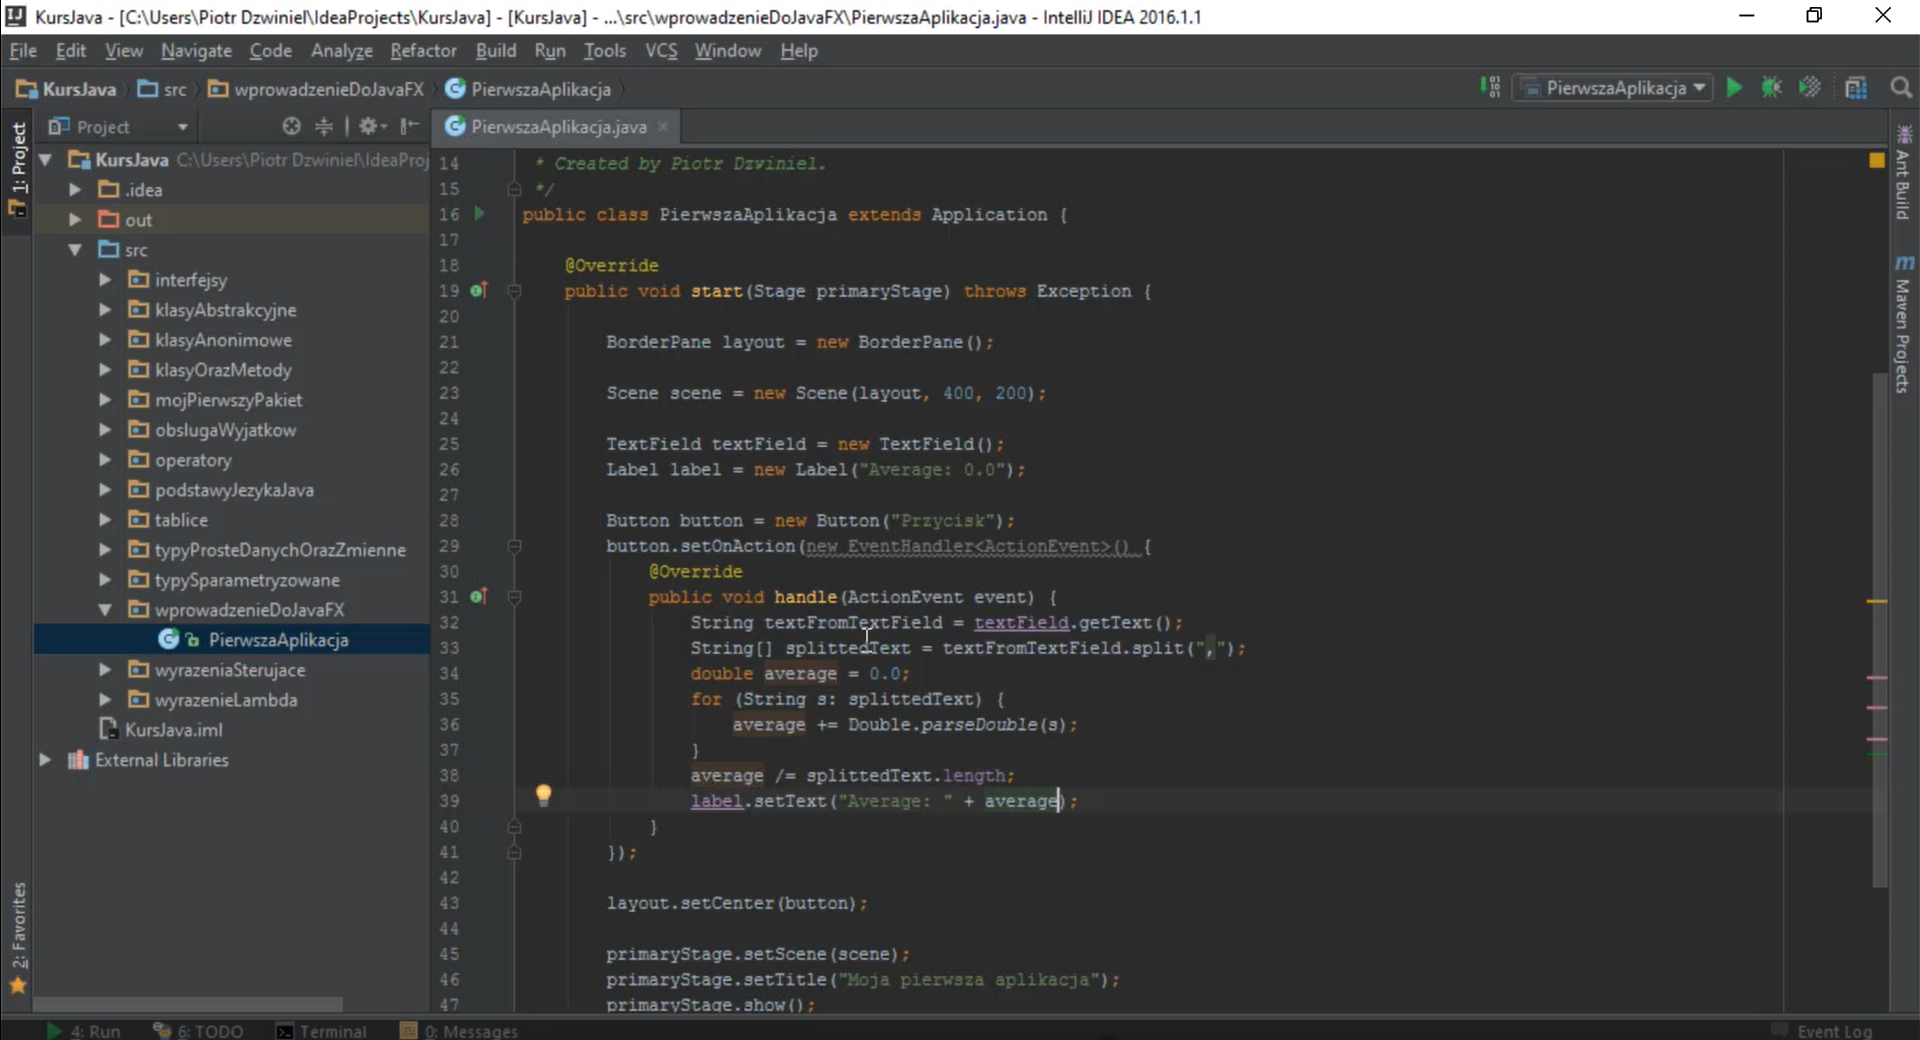 KursJava - [C:\Users\Piotr Dzwiniel\IdeaProjects\KursJava] - [KursJava] - ...\src\wprowadzenieDoJavaFX\PierwszaAplikacja.java - IntelliJ IDEA 2016.1.1
File Edit View Navigate Code Analyze Refactor Build Run Tools VCS Window Help
KursJava src wprowadzenieDoJavaFX PierwszaAplikacja PierwszaAplikacja
Project PierwszaAplikacja.java
1: Project
2: Favorites
KursJava C:\Users\Piotr Dzwiniel\IdeaProj
.idea
out
src
interfejsy
klasyAbstrakcyjne
klasyAnonimowe
klasyOrazMetody
mojPierwszyPakiet
obslugaWyjatkow
operatory
podstawyJezykaJava
tablice
typyProsteDanychOrazZmienne
typySparametryzowane
wprowadzenieDoJavaFX
PierwszaAplikacja
wyrazeniaSterujace
wyrazenieLambda
KursJava.iml
External Libraries
14 * Created by Piotr Dzwiniel.
15 */
16 public class PierwszaAplikacja extends Application {
17
18 @Override
19 public void start(Stage primaryStage) throws Exception {
20
21 BorderPane layout = new BorderPane();
22
23 Scene scene = new Scene(layout, 400, 200);
24
25 TextField textField = new TextField();
26 Label label = new Label("Average: 0.0");
27
28 Button button = new Button("Przycisk");
29 button.setOnAction(new EventHandler<ActionEvent>() {
30 @Override
31 public void handle(ActionEvent event) {
32 String textFromTextField = textField.getText();
33 String[] splittedText = textFromTextField.split(",");
34 double average = 0.0;
35 for (String s: splittedText) {
36 average += Double.parseDouble(s);
37 }
38 average /= splittedText.length;
39 label.setText("Average: " + average);
40 }
41 });
42
43 layout.setCenter(button);
44
45 primaryStage.setScene(scene);
46 primaryStage.setTitle("Moja pierwsza aplikacja");
47 primaryStage.show();
Ant Build
Maven Projects
4: Run 6: TODO Terminal 0: Messages Event Log